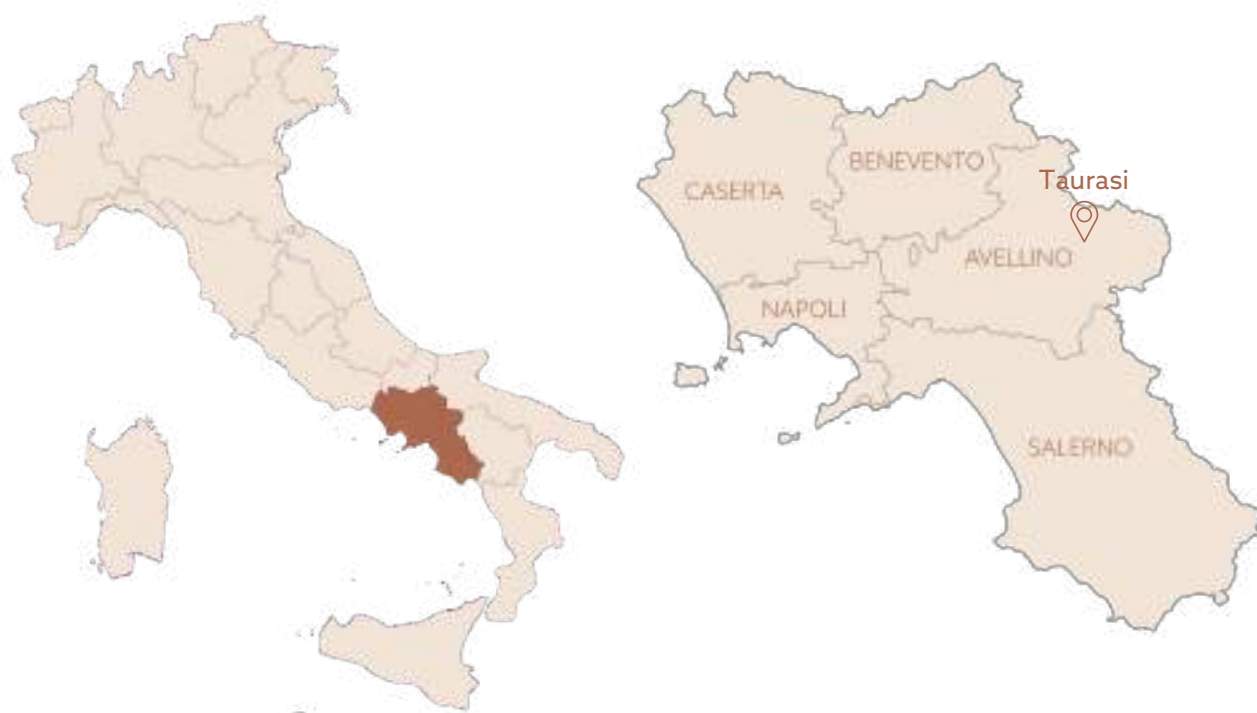 BENEVENTO
Taurasi
CASERTA
AVELLINO
NAPOLI
SALERNO